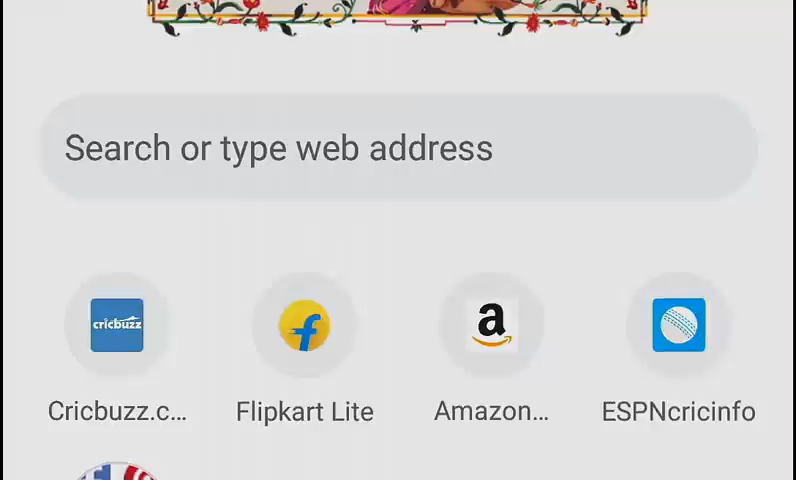 Search or type web address
cricbuzz
f
a
Cricbuzz.c... Flipkart Lite Amazon... ESPNcricinfo